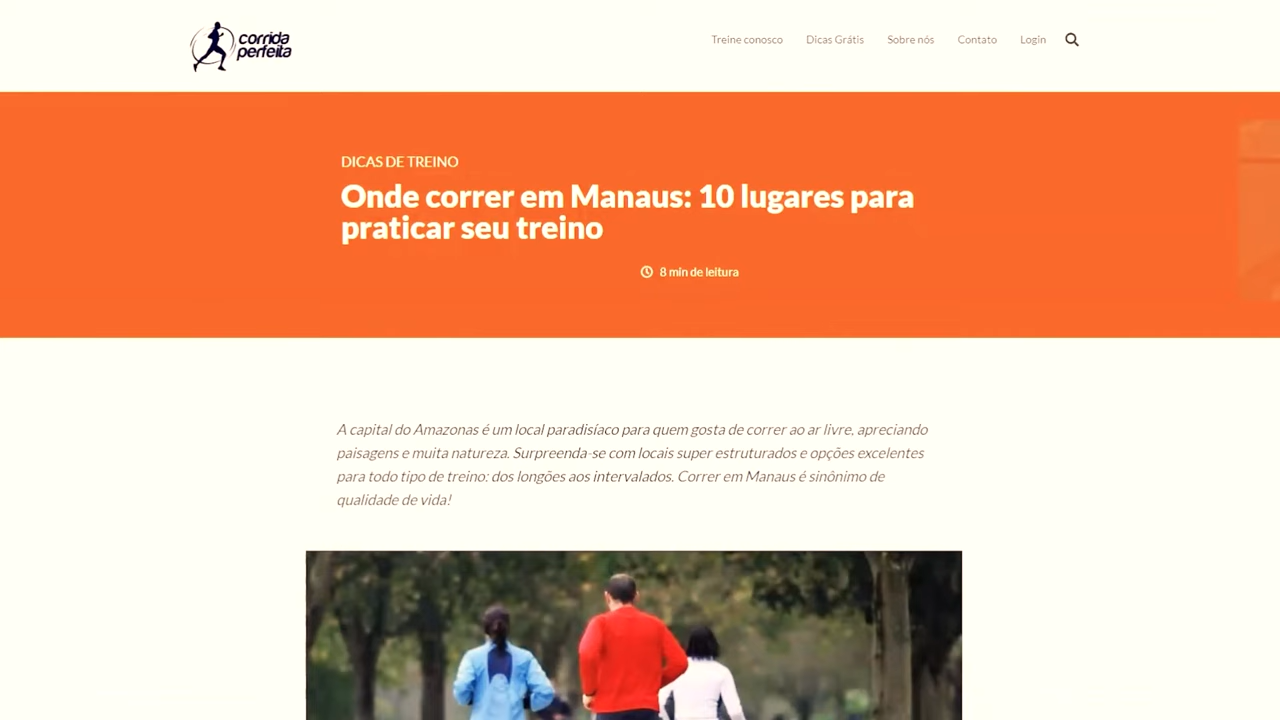 corrida
perfeita
Treine conosco Dicas Grátis Sobre nós Contato Login
DICAS DE TREINO
Onde correr em Manaus: 10 lugares para
praticar seu treino
8 min de leitura
A capital do Amazonas é um local paradisíaco para quem gosta de correr ao ar livre, apreciando
paisagens e muita natureza. Surpreenda-se com locais super estruturados e opções excelentes
para todo tipo de treino: dos longões aos intervalados. Correr em Manaus é sinônimo de
qualidade de vida!